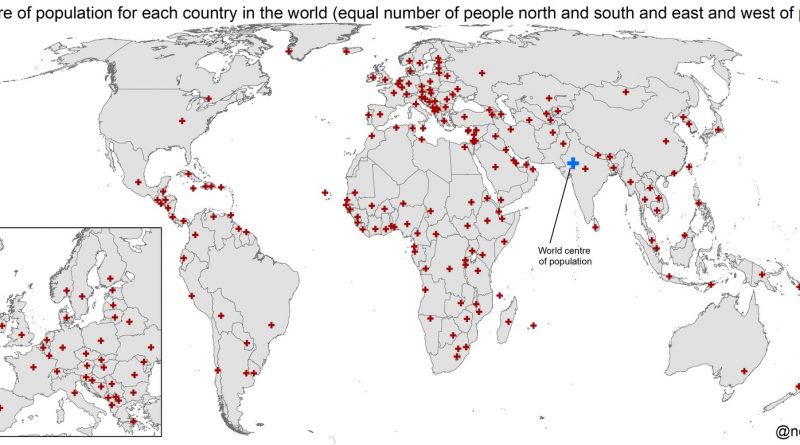 re of population for each country in the world (equal number of people north and south and east and west of p
World centre
of population
@n